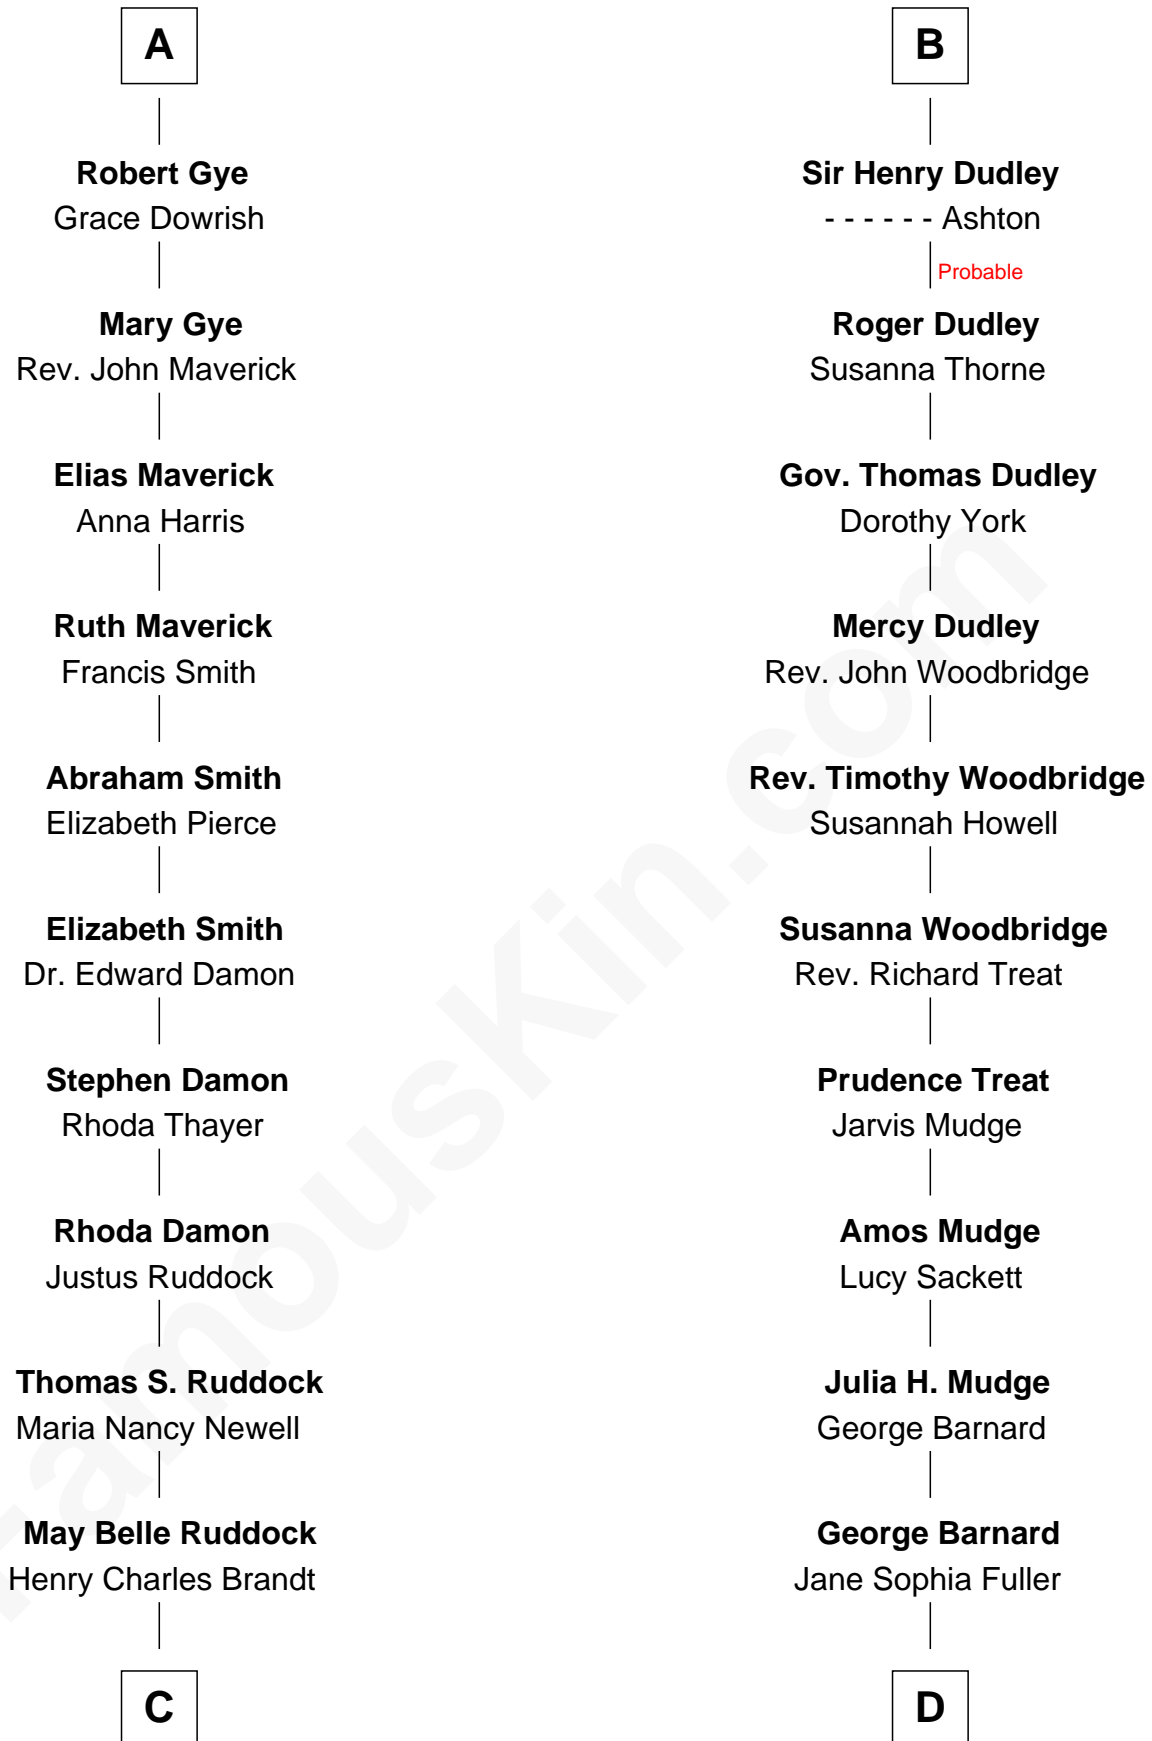 A
Robert Gye
Grace Dowrish
Mary Gye
Rev. John Maverick
Elias Maverick
Anna Harris
Ruth Maverick
Francis Smith
Abraham Smith
Elizabeth Pierce
Elizabeth Smith
Dr. Edward Damon
Stephen Damon
Rhoda Thayer
Rhoda Damon
Justus Ruddock
Thomas S. Ruddock
Maria Nancy Newell
May Belle Ruddock
Henry Charles Brandt
C
B
Sir Henry Dudley
- - - - - - Ashton
Probable
Roger Dudley
Susanna Thorne
Gov. Thomas Dudley
Dorothy York
Mercy Dudley
Rev. John Woodbridge
Rev. Timothy Woodbridge
Susannah Howell
Susanna Woodbridge
Rev. Richard Treat
Prudence Treat
Jarvis Mudge
Amos Mudge
Lucy Sackett
Julia H. Mudge
George Barnard
George Barnard
Jane Sophia Fuller
D
FamousKin.com